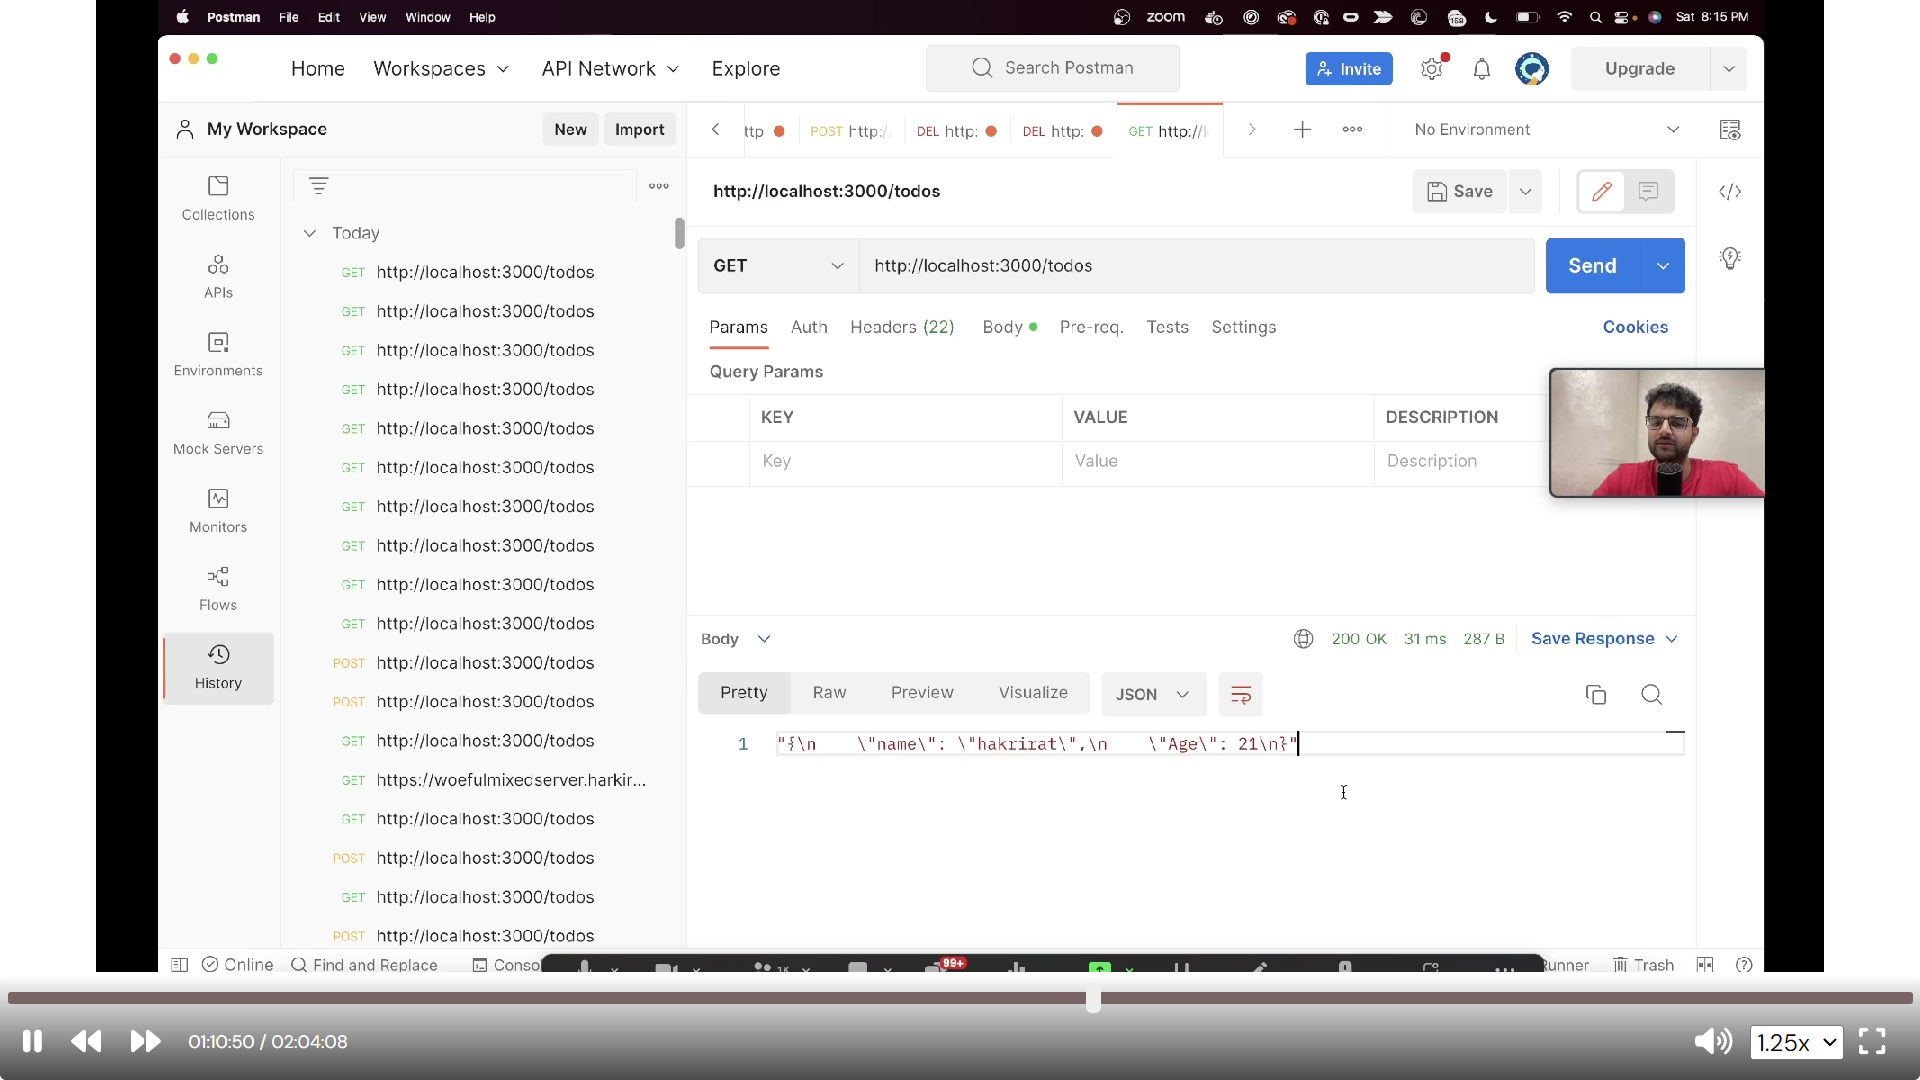 Postman File Edit View Window Help
zoom
159
Sat 8:15 PM
Home Workspaces API Network Explore
Search Postman
Invite
Upgrade
My Workspace
New Import
ttp
POST http:/
DEL http:
DEL http:
GET http://l
No Environment
Collections
APIs
Environments
Mock Servers
Monitors
Flows
History
Today
GET http://localhost:3000/todos
GET http://localhost:3000/todos
GET http://localhost:3000/todos
GET http://localhost:3000/todos
GET http://localhost:3000/todos
GET http://localhost:3000/todos
GET http://localhost:3000/todos
GET http://localhost:3000/todos
GET http://localhost:3000/todos
GET http://localhost:3000/todos
POST http://localhost:3000/todos
POST http://localhost:3000/todos
GET http://localhost:3000/todos
GET https://woefulmixedserver.harkir...
GET http://localhost:3000/todos
POST http://localhost:3000/todos
GET http://localhost:3000/todos
POST http://localhost:3000/todos
http://localhost:3000/todos
Save
GET
http://localhost:3000/todos
Send
Params Auth Headers (22) Body Pre-req. Tests Settings
Cookies
Query Params
KEY VALUE DESCRIPTION
Key Value Description
Body
200 OK 31 ms 287 B
Save Response
Pretty Raw Preview Visualize
JSON
1 "{\n    \"name\": \"hakrirat\",\n    \"Age\": 21\n}"
Online Find and Replace Conso
1K
99+
Runner Trash
01:10:50 / 02:04:08
1.25x